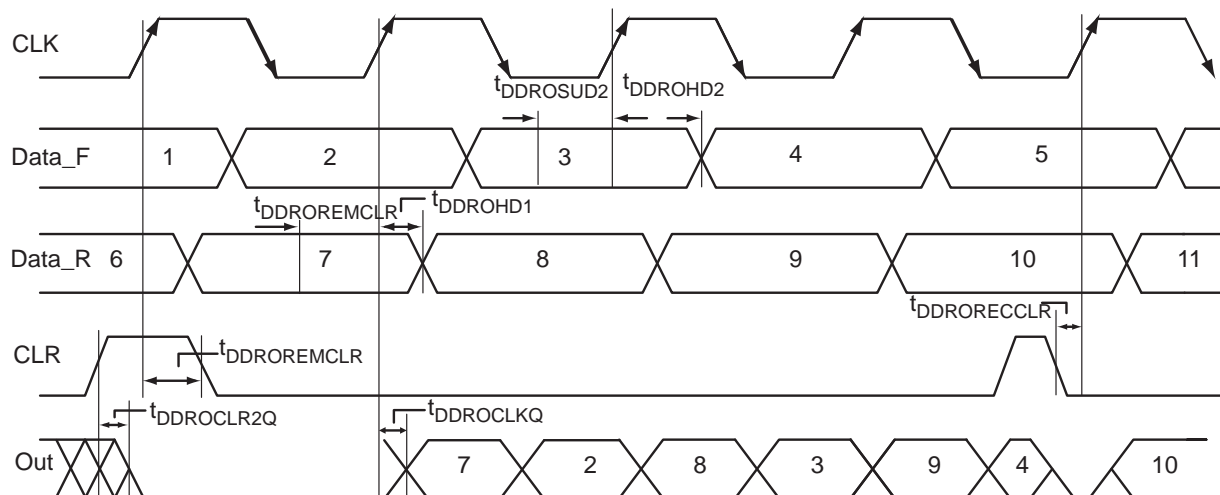 CLK
tDDROSUD2 tDDROHD2
Data_F 1 2 3 4 5
tDDROREMCLR tDDROHD1
Data_R 6 7 8 9 10 11
tDDRORECCLR
CLR
tDDROREMCLR
tDDROCLR2Q tDDROCLKQ
Out 7 2 8 3 9 4 10